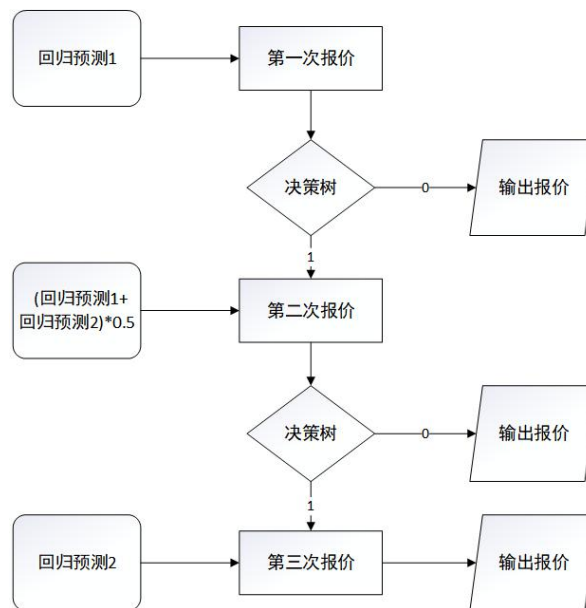 回归预测1
第一次报价
决策树
0
输出报价
1
(回归预测1+
回归预测2)*0.5
第二次报价
决策树
0
输出报价
1
回归预测2
第三次报价
输出报价